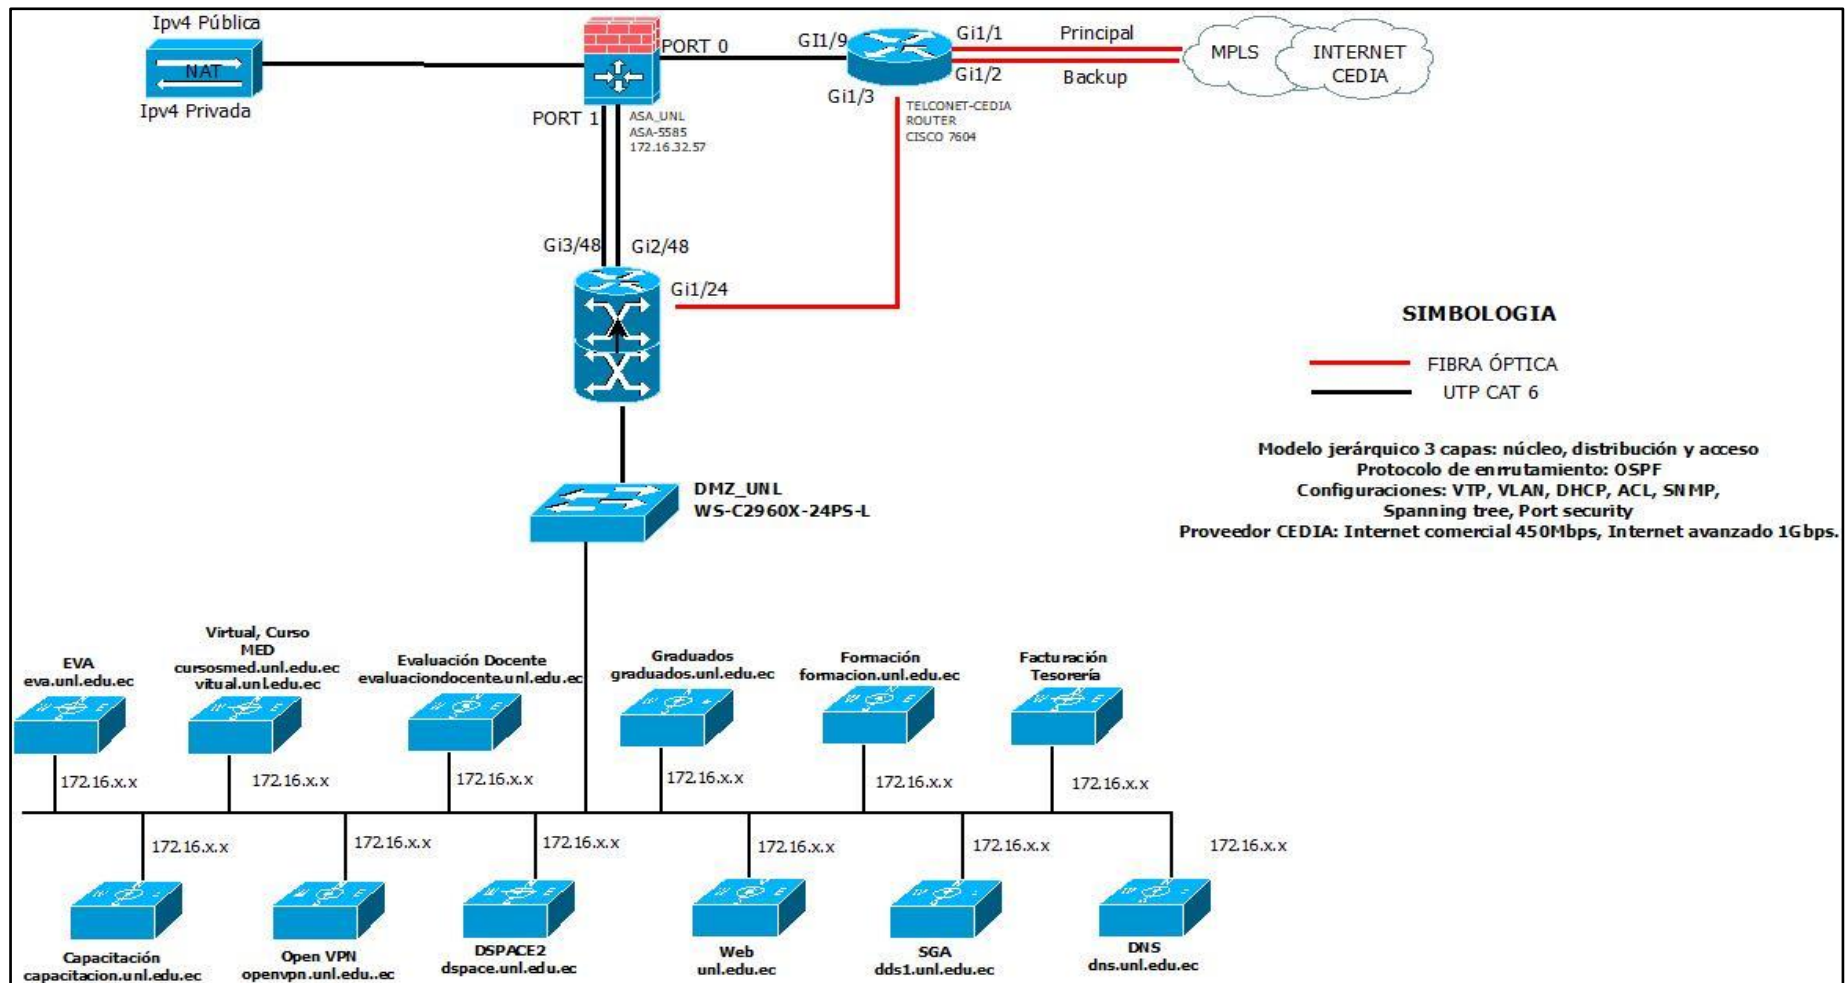 Ipv4 Pública
NAT
Ipv4 Privada
PORT 0
GI1/9
Gi1/1
Principal
Gi1/2
Backup
Gi1/3
MPLS
INTERNET
CEDIA
PORT 1
ASA_UNL
ASA-5585
172.16.32.57
TELCONET-CEDIA
ROUTER
CISCO 7604
Gi3/48
Gi2/48
Gi1/24
SIMBOLOGIA
FIBRA ÓPTICA
UTP CAT 6
Modelo jerárquico 3 capas: núcleo, distribución y acceso
Protocolo de enrrutamiento: OSPF
Configuraciones: VTP, VLAN, DHCP, ACL, SNMP,
Spanning tree, Port security
Proveedor CEDIA: Internet comercial 450Mbps, Internet avanzado 1Gbps.
DMZ_UNL
WS-C2960X-24PS-L
EVA
eva.unl.edu.ec
Virtual, Curso
MED
cursosmed.unl.edu.ec
vitual.unl.edu.ec
Evaluación Docente
evaluaciondocente.unl.edu.ec
Graduados
graduados.unl.edu.ec
Formación
formacion.unl.edu.ec
Facturación
Tesorería
172.16.x.x
172.16.x.x
172.16.x.x
172.16.x.x
172.16.x.x
172.16.x.x
172.16.x.x
172.16.x.x
172.16.x.x
172.16.x.x
172.16.x.x
172.16.x.x
Capacitación
capacitacion.unl.edu.ec
Open VPN
openvpn.unl.edu..ec
DSPACE2
dspace.unl.edu.ec
Web
unl.edu.ec
SGA
dds1.unl.edu.ec
DNS
dns.unl.edu.ec